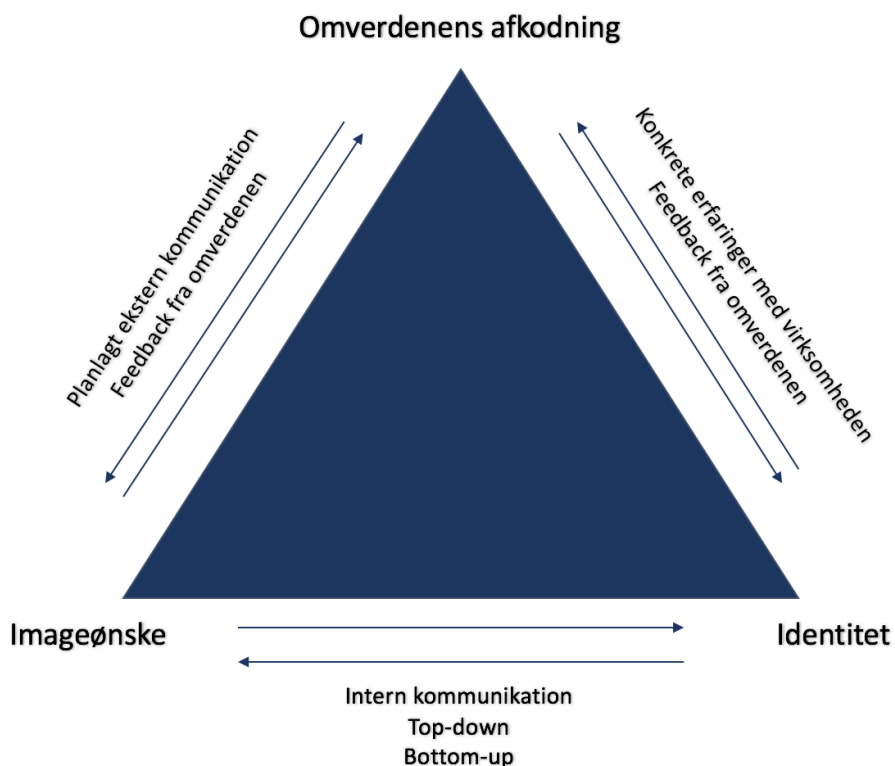 Omverdenens afkodning
Planlagt ekstern kommunikation
Feedback fra omverdenen
Konkrete erfaringer med virksomheden
Feedback fra omverdenen
Imageønske
Identitet
Intern kommunikation
Top-down
Bottom-up